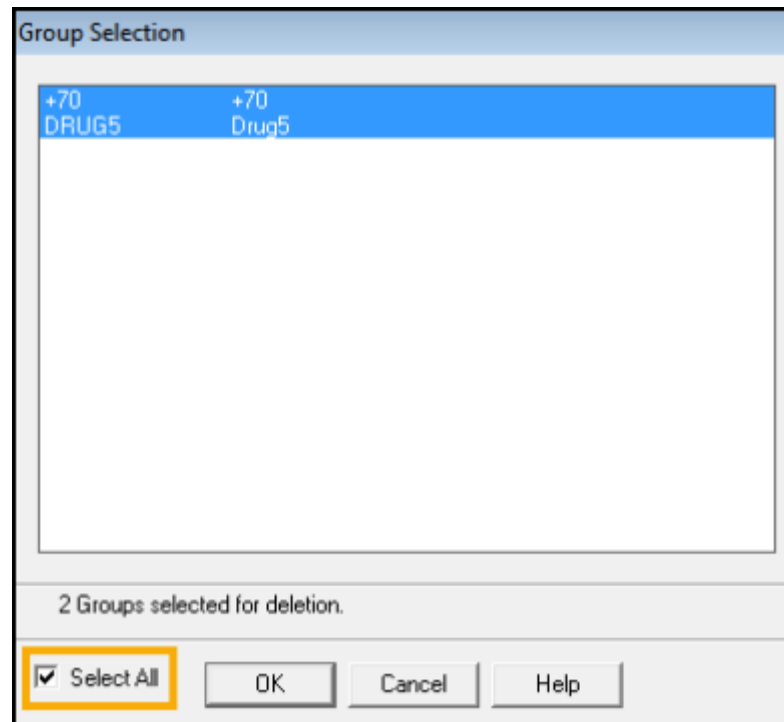 Group Selection
+70 +70
DRUG5 Drug5
2 Groups selected for deletion.
Select All OK Cancel Help